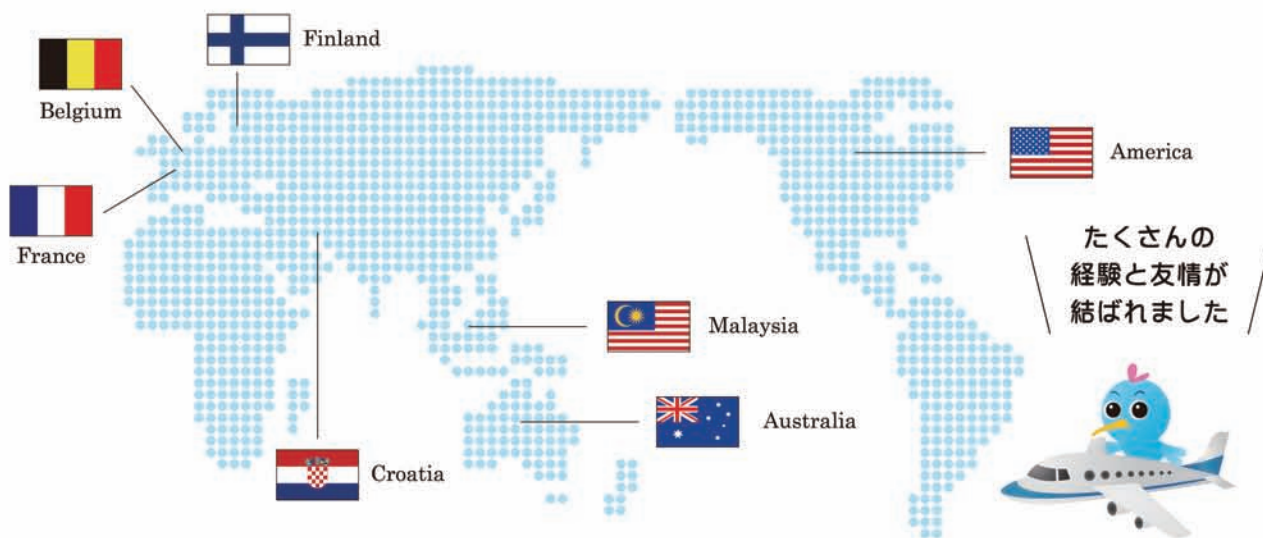 Finland
Belgium
America
France
たくさんの
経験と友情が
結ばれました
Malaysia
Australia
Croatia